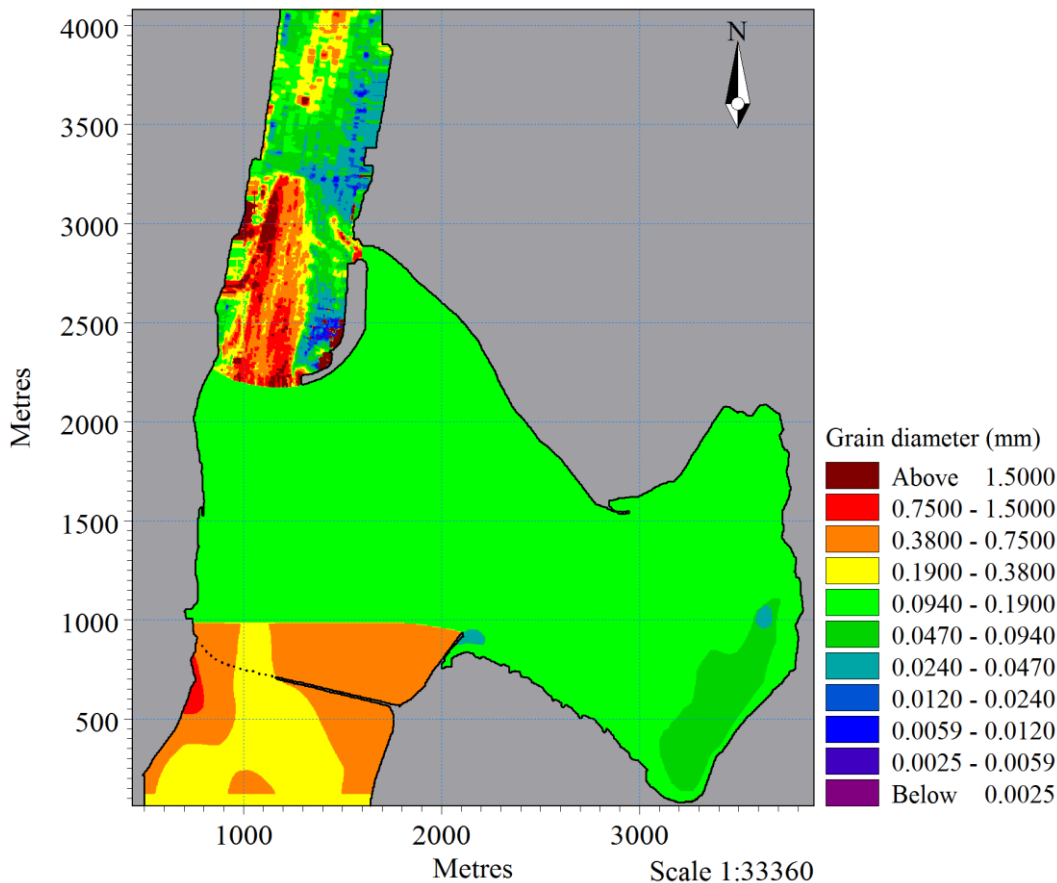 4000
3500
3000
2500
2000
1500
1000
500
Metres
N
1000
2000
3000
Metres
Scale 1:33360
Grain diameter (mm)
Above 1.5000
0.7500 - 1.5000
0.3800 - 0.7500
0.1900 - 0.3800
0.0940 - 0.1900
0.0470 - 0.0940
0.0240 - 0.0470
0.0120 - 0.0240
0.0059 - 0.0120
0.0025 - 0.0059
Below 0.0025